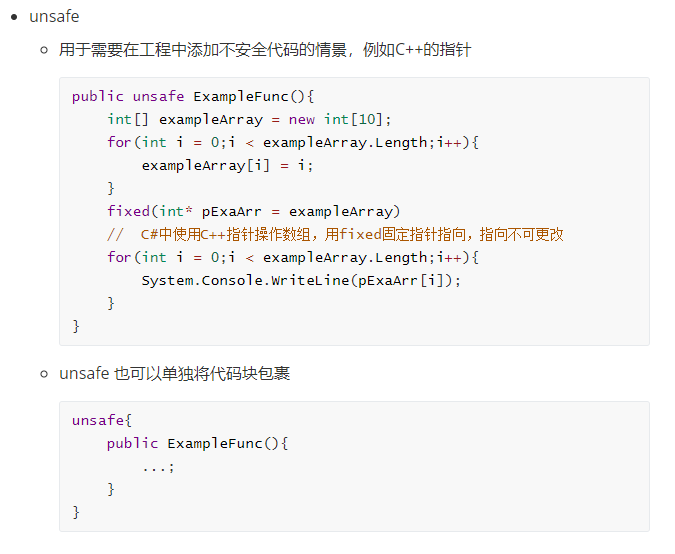 unsafe
用于需要在工程中添加不安全代码的情景，例如C++的指针
public unsafe ExampleFunc(){
    int[] exampleArray = new int[10];
    for(int i = 0;i < exampleArray.Length;i++){
        exampleArray[i] = i;
    }
    fixed(int* pExaArr = exampleArray)
    //  C#中使用C++指针操作数组，用fixed固定指针指向，指向不可更改
    for(int i = 0;i < exampleArray.Length;i++){
        System.Console.WriteLine(pExaArr[i]);
    }
}
unsafe 也可以单独将代码块包裹
unsafe{
    public ExampleFunc(){
        ...;
    }
}